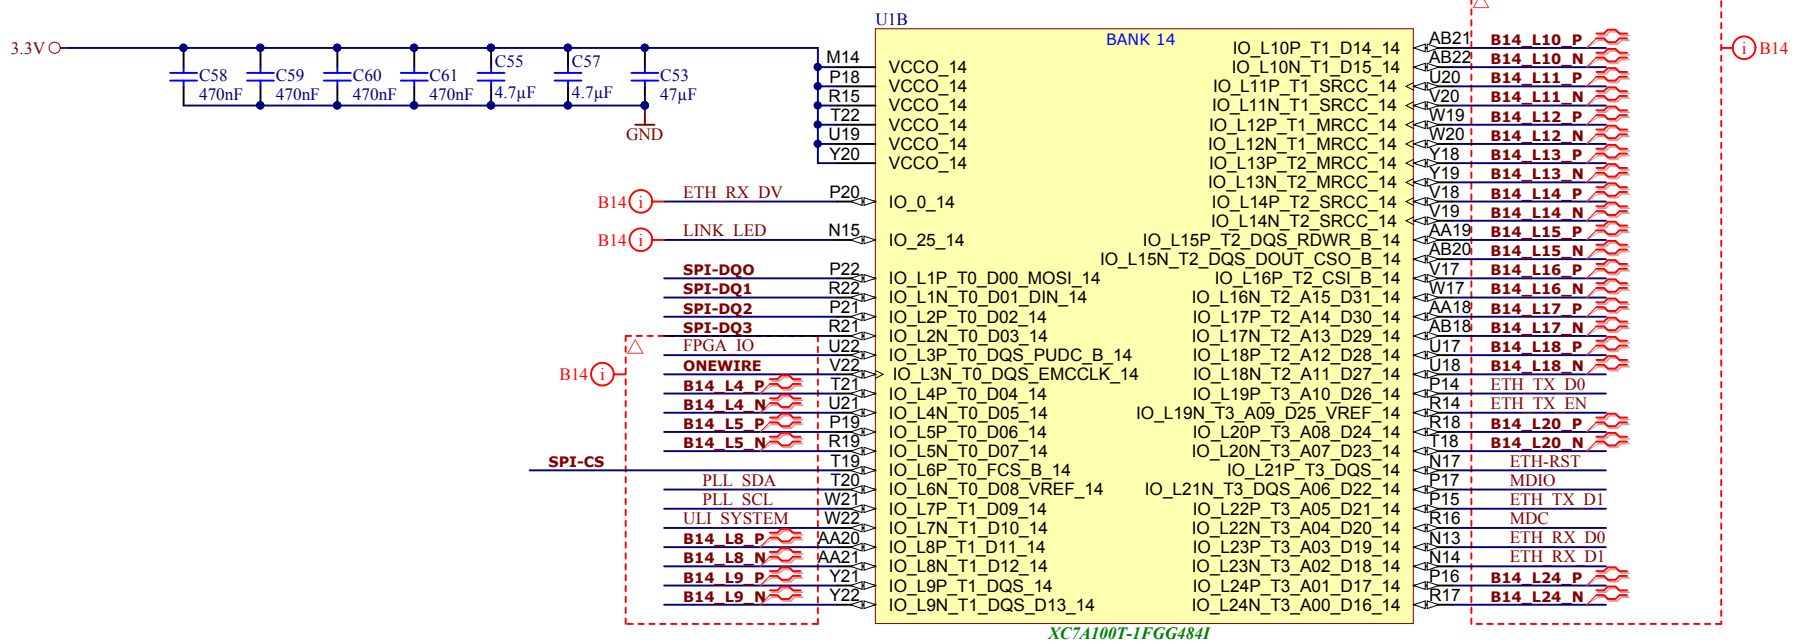 U1B
BANK 14
3.3V
C58
470nF
C59
470nF
C60
470nF
C61
470nF
C55
4.7µF
C57
4.7µF
C53
47µF
GND
M14 VCCO_14
P18 VCCO_14
R15 VCCO_14
T22 VCCO_14
U19 VCCO_14
Y20 VCCO_14
B14 i ETH_RX_DV P20 IO_0_14
B14 i LINK_LED N15 IO_25_14
SPI-DQ0 P22 IO_L1P_T0_D00_MOSI_14
SPI-DQ1 R22 IO_L1N_T0_D01_DIN_14
SPI-DQ2 P21 IO_L2P_T0_D02_14
SPI-DQ3 R21 IO_L2N_T0_D03_14
FPGA_IO U22 IO_L3P_T0_DQS_PUDC_B_14
B14 i ONEWIRE V22 IO_L3N_T0_DQS_EMCCLK_14
B14_L4_P T21 IO_L4P_T0_D04_14
B14_L4_N U21 IO_L4N_T0_D05_14
B14_L5_P P19 IO_L5P_T0_D06_14
B14_L5_N R19 IO_L5N_T0_D07_14
SPI-CS T19 IO_L6P_T0_FCS_B_14
PLL_SDA T20 IO_L6N_T0_D08_VREF_14
PLL_SCL W21 IO_L7P_T1_D09_14
ULI_SYSTEM W22 IO_L7N_T1_D10_14
B14_L8_P AA20 IO_L8P_T1_D11_14
B14_L8_N AA21 IO_L8N_T1_D12_14
B14_L9_P Y21 IO_L9P_T1_DQS_14
B14_L9_N Y22 IO_L9N_T1_DQS_D13_14
IO_L10P_T1_D14_14 AB21 B14_L10_P
IO_L10N_T1_D15_14 AB22 B14_L10_N
IO_L11P_T1_SRCC_14 U20 B14_L11_P
IO_L11N_T1_SRCC_14 V20 B14_L11_N
IO_L12P_T1_MRCC_14 W19 B14_L12_P
IO_L12N_T1_MRCC_14 W20 B14_L12_N
IO_L13P_T2_MRCC_14 Y18 B14_L13_P
IO_L13N_T2_MRCC_14 Y19 B14_L13_N
IO_L14P_T2_SRCC_14 V18 B14_L14_P
IO_L14N_T2_SRCC_14 V19 B14_L14_N
IO_L15P_T2_DQS_RDWR_B_14 AA19 B14_L15_P
IO_L15N_T2_DQS_DOUT_CSO_B_14 AB20 B14_L15_N
IO_L16P_T2_CSI_B_14 V17 B14_L16_P
IO_L16N_T2_A15_D31_14 W17 B14_L16_N
IO_L17P_T2_A14_D30_14 AA18 B14_L17_P
IO_L17N_T2_A13_D29_14 AB18 B14_L17_N
IO_L18P_T2_A12_D28_14 U17 B14_L18_P
IO_L18N_T2_A11_D27_14 U18 B14_L18_N
IO_L19P_T3_A10_D26_14 P14 ETH_TX_D0
IO_L19N_T3_A09_D25_VREF_14 R14 ETH_TX_EN
IO_L20P_T3_A08_D24_14 R18 B14_L20_P
IO_L20N_T3_A07_D23_14 T18 B14_L20_N
IO_L21P_T3_DQS_14 N17 ETH-RST
IO_L21N_T3_DQS_A06_D22_14 P17 MDIO
IO_L22P_T3_A05_D21_14 P15 ETH_TX_D1
IO_L22N_T3_A04_D20_14 R16 MDC
IO_L23P_T3_A03_D19_14 N13 ETH_RX_D0
IO_L23N_T3_A02_D18_14 N14 ETH_RX_D1
IO_L24P_T3_A01_D17_14 P16 B14_L24_P
IO_L24N_T3_A00_D16_14 R17 B14_L24_N
i B14
XC7A100T-1FGG484I